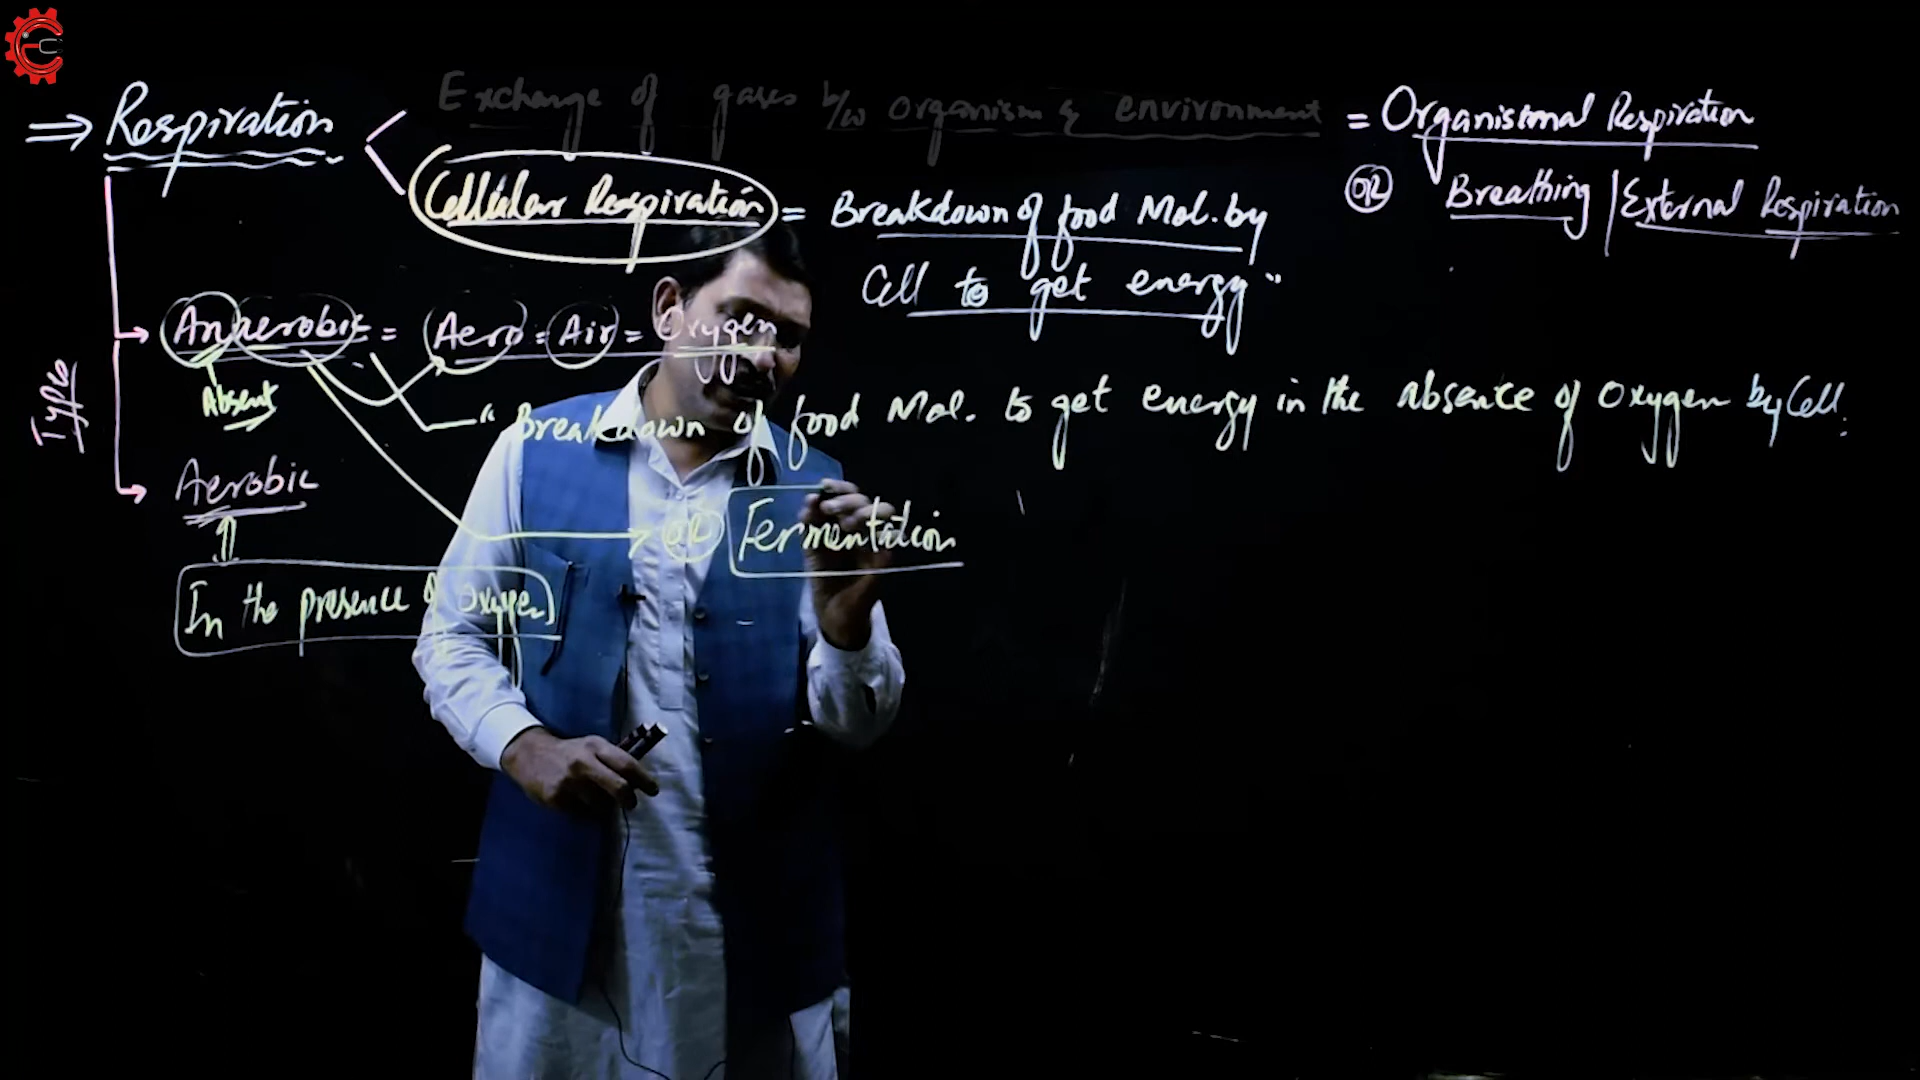 ⇒ Respiration < Exchange of gases b/w organism & environment = Organismal Respiration
Cellular Respiration = Breakdown of food Mol. by
OR Breathing / External Respiration
Cell to get energy"
Types
Anaerobic = Aero = Air = Oxygen
Absent
"Breakdown of food Mol. to get energy in the absence of Oxygen by Cell.
Aerobic
OR Fermentation
In the presence of Oxygen